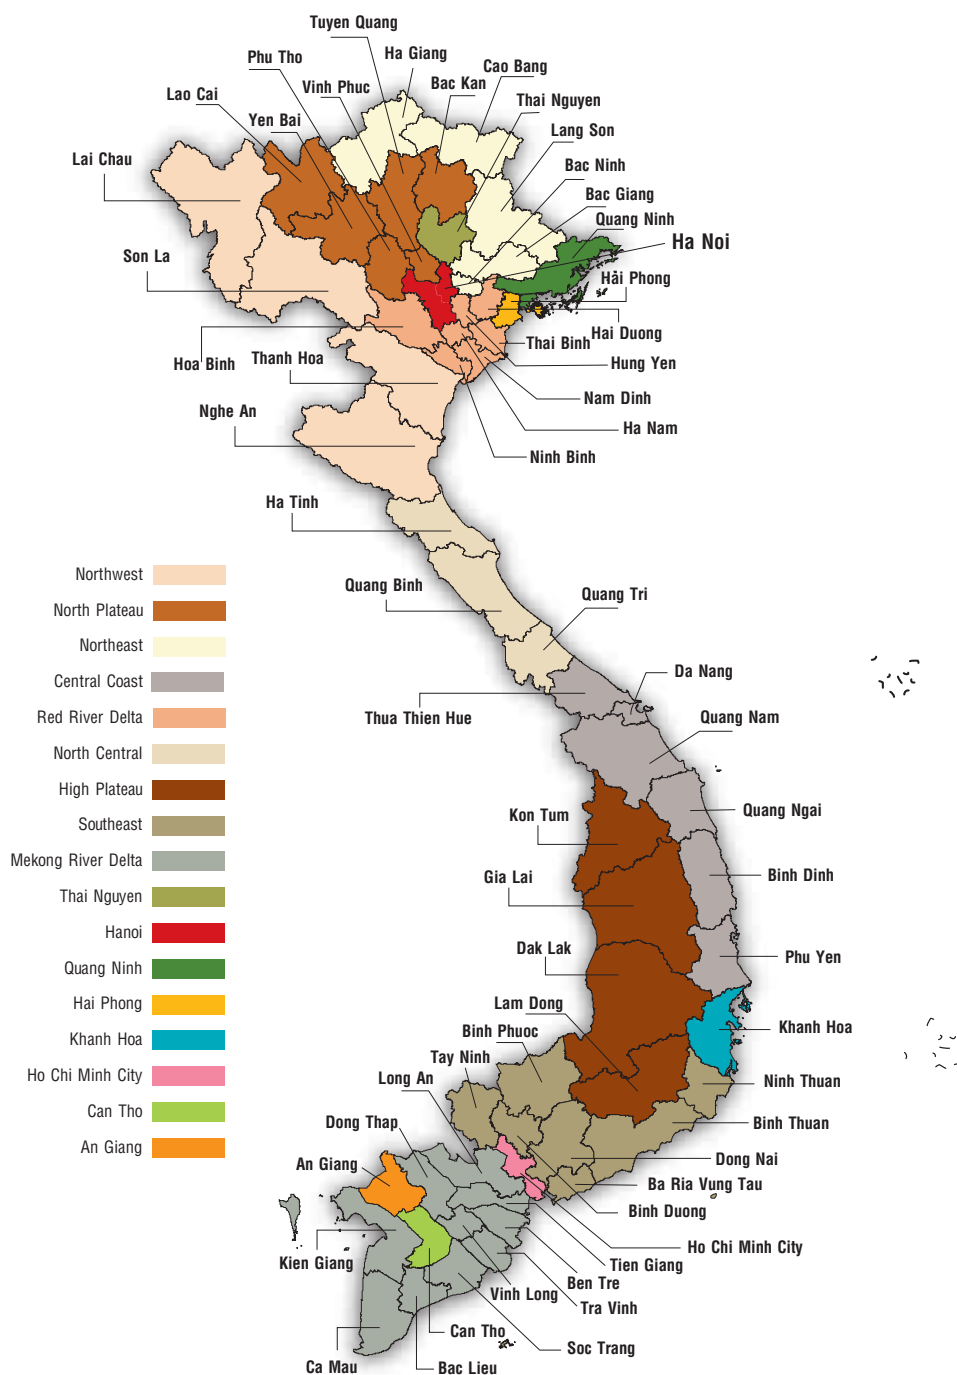 Tuyen Quang
Ha Giang
Phu Tho
Cao Bang
Vinh Phuc
Bac Kan
Lao Cai
Thai Nguyen
Yen Bai
Lang Son
Lai Chau
Bac Ninh
Bac Giang
Quang Ninh
Ha Noi
Son La
Hải Phong
Hai Duong
Thai Binh
Hoa Binh
Thanh Hoa
Hung Yen
Nam Dinh
Nghe An
Ha Nam
Ninh Binh
Ha Tinh
Quang Binh
Quang Tri
Da Nang
Thua Thien Hue
Quang Nam
Kon Tum
Quang Ngai
Gia Lai
Binh Dinh
Dak Lak
Phu Yen
Lam Dong
Khanh Hoa
Binh Phuoc
Tay Ninh
Ninh Thuan
Long An
Dong Thap
Binh Thuan
An Giang
Dong Nai
Ba Ria Vung Tau
Binh Duong
Ho Chi Minh City
Kien Giang
Tien Giang
Ben Tre
Vinh Long
Tra Vinh
Can Tho
Soc Trang
Ca Mau
Bac Lieu
Northwest
North Plateau
Northeast
Central Coast
Red River Delta
North Central
High Plateau
Southeast
Mekong River Delta
Thai Nguyen
Hanoi
Quang Ninh
Hai Phong
Khanh Hoa
Ho Chi Minh City
Can Tho
An Giang